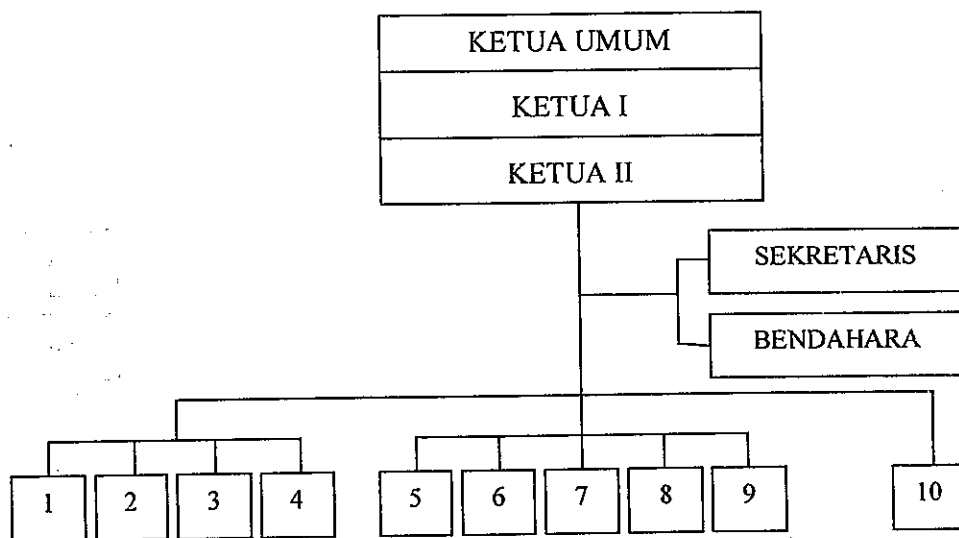 KETUA UMUM
KETUA I
KETUA II
SEKRETARIS
BENDAHARA
1 2 3 4 5 6 7 8 9 10